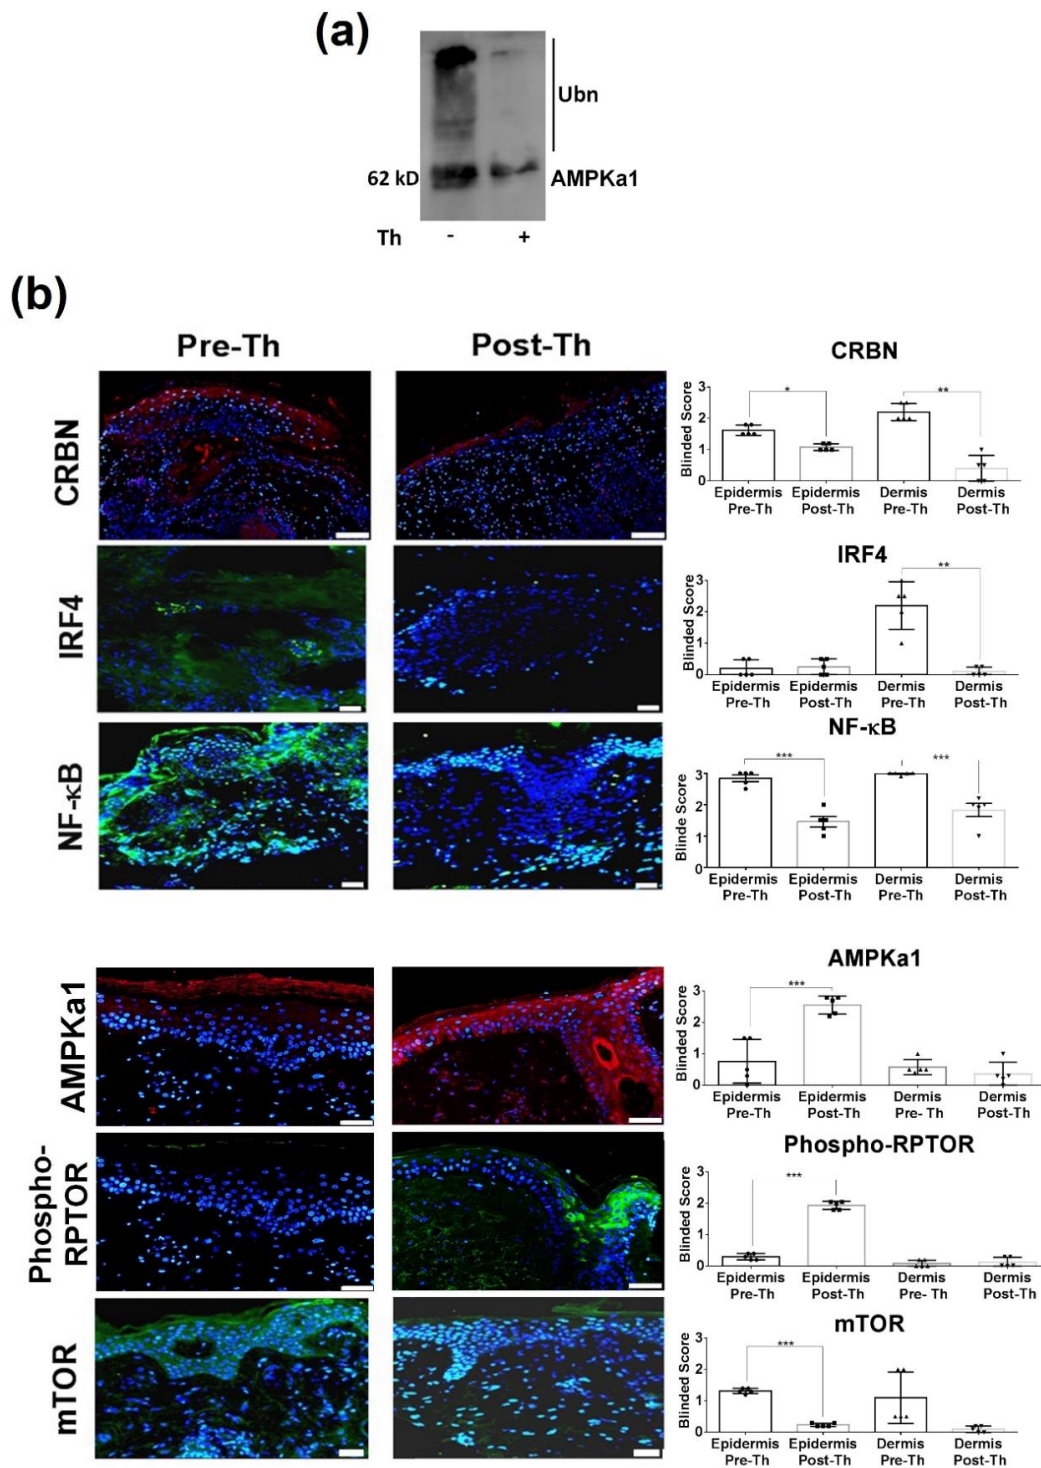 (a)
Ubn
62 kD
AMPKa1
Th - +
(b)
Pre-Th Post-Th
CRBN
CRBN
Blinded Score
3
2
1
0
* **
Epidermis Epidermis Dermis Dermis
Pre-Th Post-Th Pre-Th Post-Th
IRF4
IRF4
Blinded Score
3
2
1
0
**
Epidermis Epidermis Dermis Dermis
Pre-Th Post-Th Pre-Th Post-Th
NF-κB
NF-κB
Blinde Score
3
2
1
0
*** ***
Epidermis Epidermis Dermis Dermis
Pre-Th Post-Th Pre-Th Post-Th
AMPKa1
AMPKa1
Blinded Score
3
2
1
0
***
Epidermis Epidermis Dermis Dermis
Pre-Th Post-Th Pre- Th Post-Th
Phospho-
RPTOR
Phospho-RPTOR
Blinded Score
3
2
1
0
***
Epidermis Epidermis Dermis Dermis
Pre-Th Post-Th Pre- Th Post-Th
mTOR
mTOR
Blinded Score
3
2
1
0
***
Epidermis Epidermis Dermis Dermis
Pre-Th Post-Th Pre-Th Post-Th